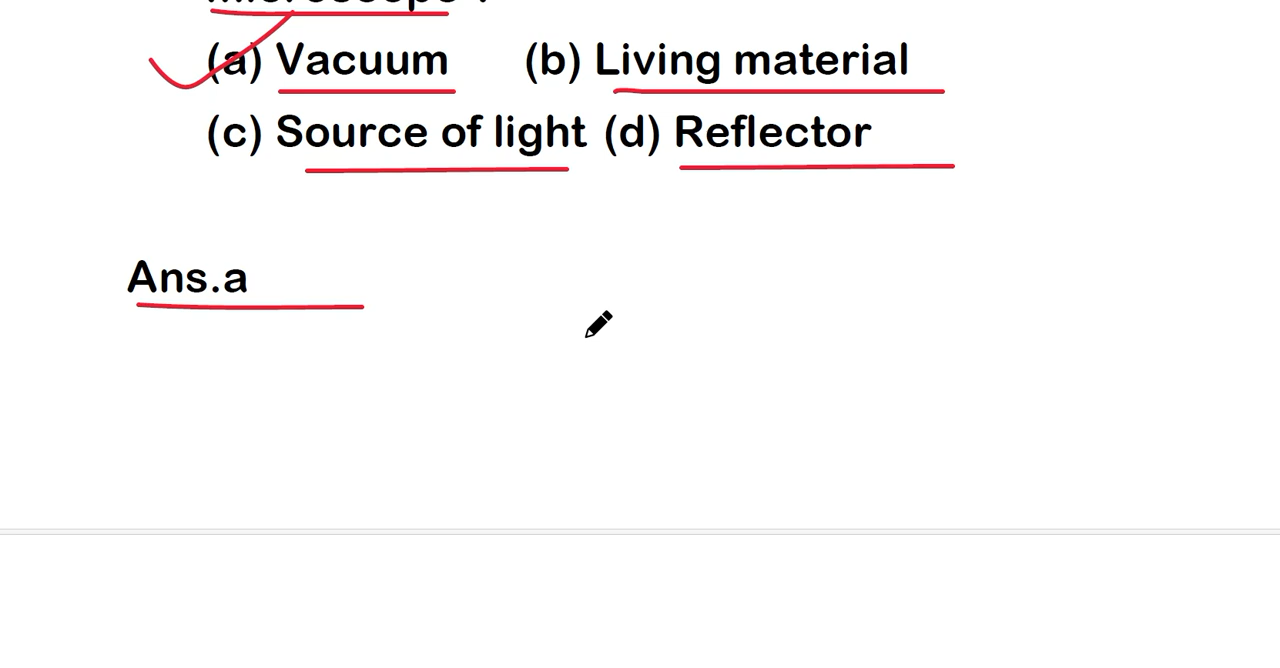 (a) Vacuum (b) Living material
(c) Source of light (d) Reflector
Ans.a